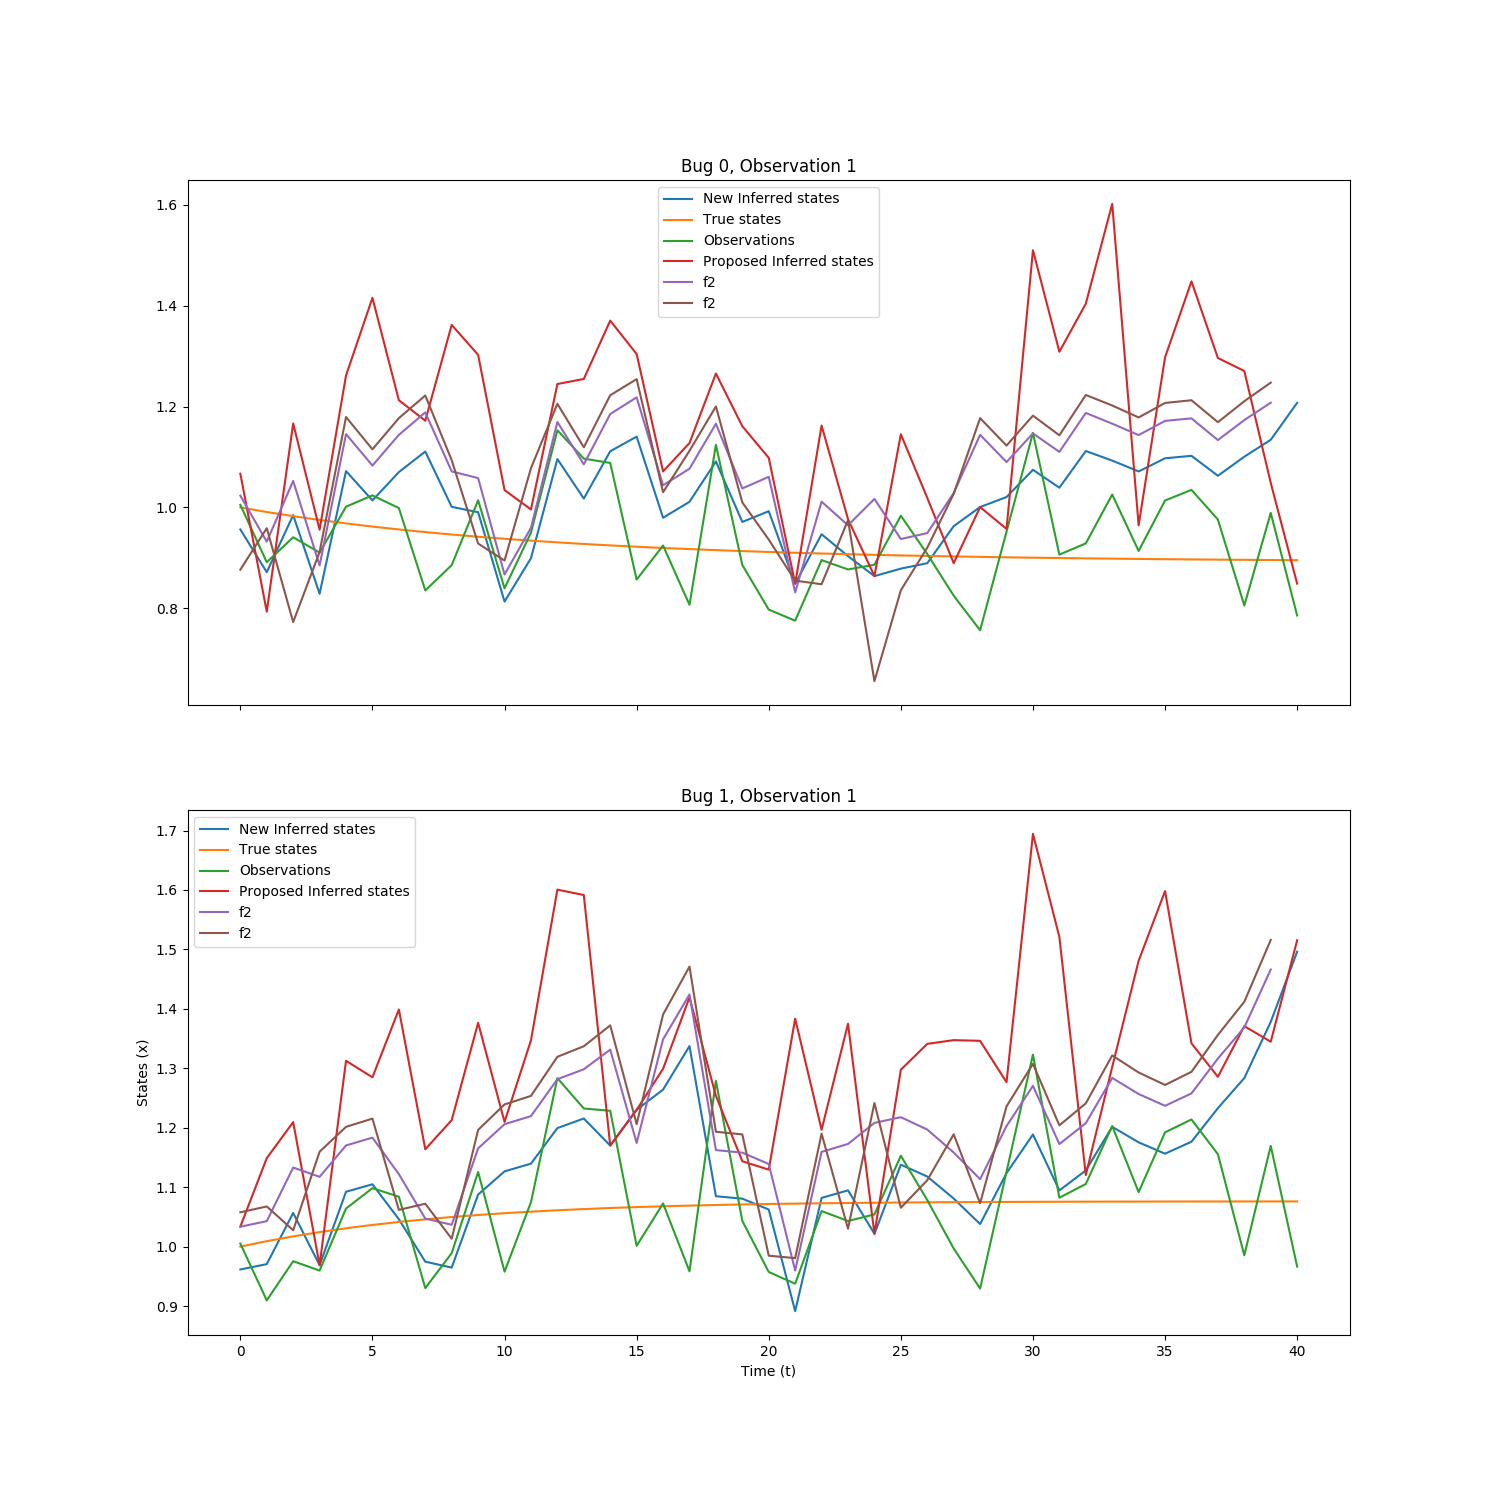 Bug 0, Observation 1
New Inferred states
True states
Observations
Proposed Inferred states
f2
f2
1.6
1.4
1.2
1.0
0.8
Bug 1, Observation 1
New Inferred states
True states
Observations
Proposed Inferred states
f2
f2
1.7
1.6
1.5
1.4
1.3
1.2
1.1
1.0
0.9
States (x)
0 5 10 15 20 25 30 35 40
Time (t)